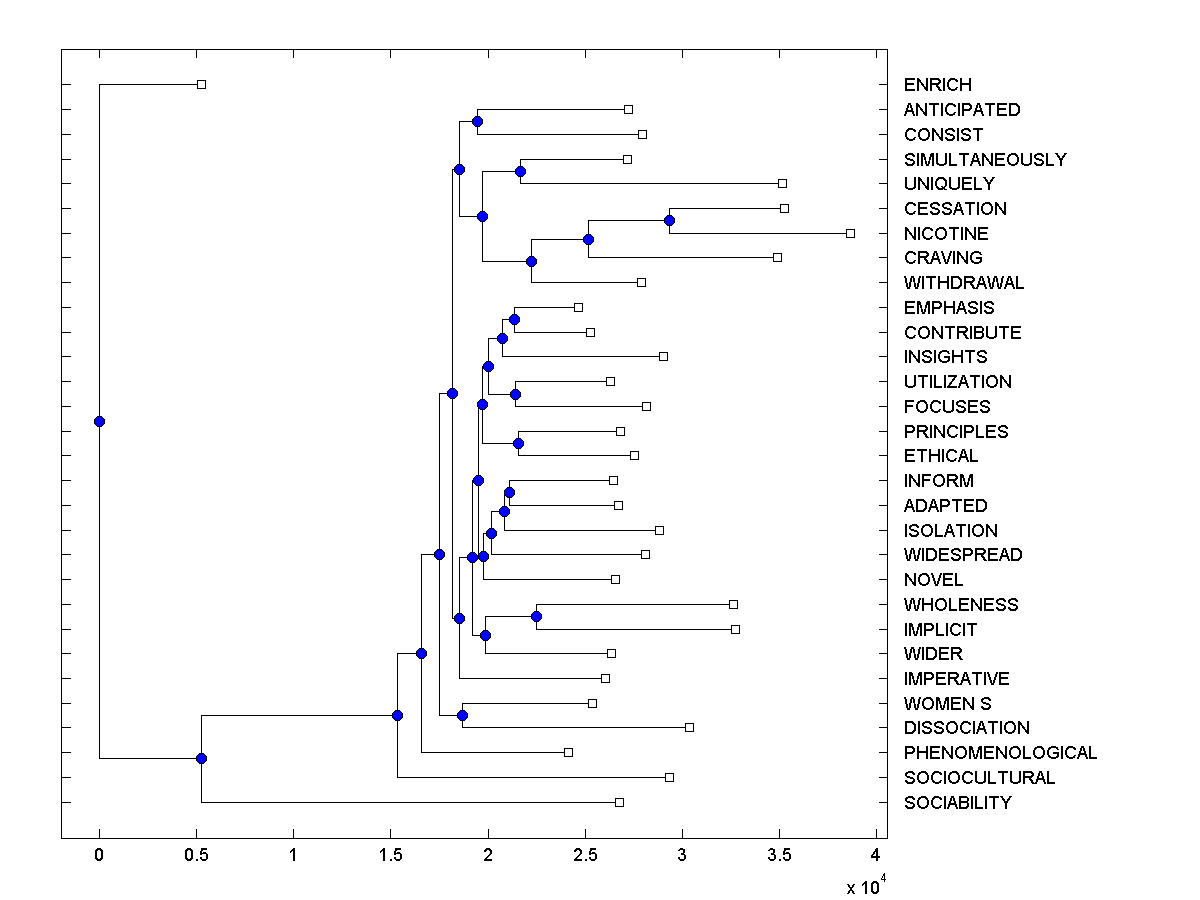 ENRICH
ANTICIPATED
CONSIST
SIMULTANEOUSLY
UNIQUELY
CESSATION
NICOTINE
CRAVING
WITHDRAWAL
EMPHASIS
CONTRIBUTE
INSIGHTS
UTILIZATION
FOCUSES
PRINCIPLES
ETHICAL
INFORM
ADAPTED
ISOLATION
WIDESPREAD
NOVEL
WHOLENESS
IMPLICIT
WIDER
IMPERATIVE
WOMEN S
DISSOCIATION
PHENOMENOLOGICAL
SOCIOCULTURAL
SOCIABILITY
0 0.5 1 1.5 2 2.5 3 3.5 4
x 10^4